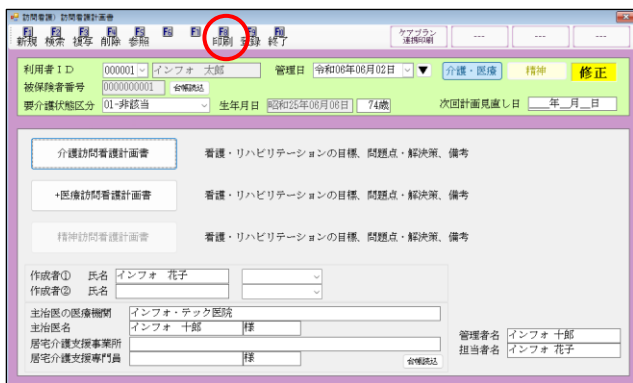 訪問看護) 訪問看護計画書
新規 検索 複写 削除 参照 印刷 登録 終了 ケアプラン連携印刷 --- --- ---
利用者ID 000001 インフォ 太郎 管理日 令和06年06月02日 ▼ 介護・医療 精神 修正
被保険者番号 0000000001 台帳読込
要介護状態区分 01-非該当 生年月日 昭和25年06月06日 74歳 次回計画見直し日 __年_月_日
介護訪問看護計画書 看護・リハビリテーションの目標、問題点・解決策、備考
+医療訪問看護計画書 看護・リハビリテーションの目標、問題点・解決策、備考
精神訪問看護計画書 看護・リハビリテーションの目標、問題点・解決策、備考
作成者① 氏名 インフォ 花子
作成者② 氏名
主治医の医療機関 インフォ・テック医院
主治医名 インフォ 十郎 様
居宅介護支援事業所
居宅介護支援専門員 様 台帳読込
管理者名 インフォ 十郎
担当者名 インフォ 花子